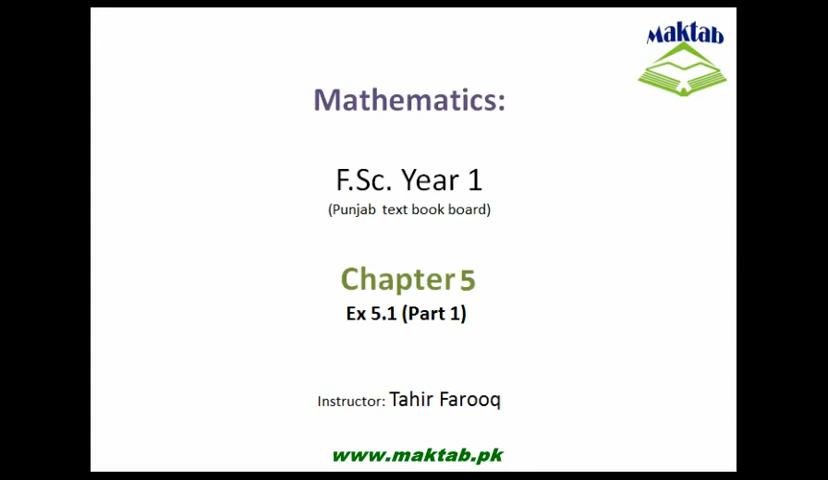 Maktab
Mathematics:
F.Sc. Year 1
(Punjab text book board)
Chapter 5
Ex 5.1 (Part 1)
Instructor: Tahir Farooq
www.maktab.pk